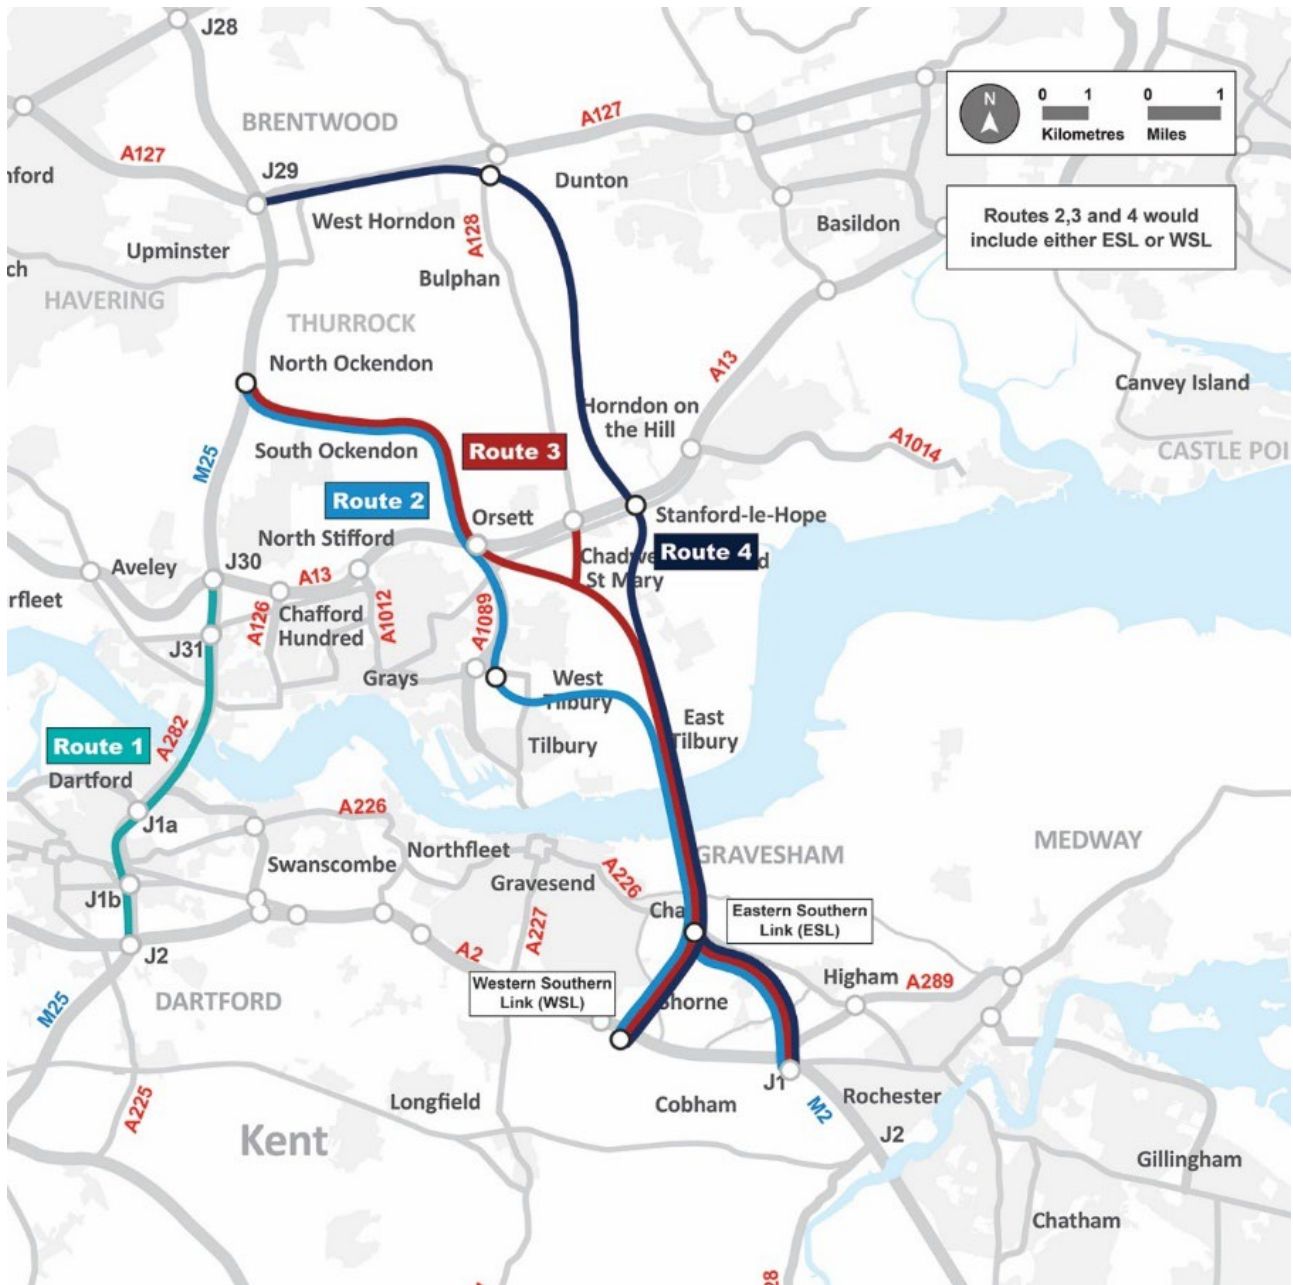 J28
BRENTWOOD
A127
A127
N
0 1
Kilometres
0 1
Miles
J29
Dunton
West Horndon
A128
Basildon
Routes 2,3 and 4 would
include either ESL or WSL
Upminster
Bulphan
HAVERING
THURROCK
North Ockendon
A13
Canvey Island
Horndon on
the Hill
South Ockendon
M25
Route 3
A1014
Route 2
Orsett
Stanford-le-Hope
North Stifford
Route 4
St Mary
Aveley
J30
A13
A126
Chafford
Hundred
A1012
A1089
J31
Grays
West
Tilbury
East
Tilbury
Route 1
A282
Tilbury
Dartford
J1a
A226
Swanscombe
Northfleet
GRAVESHAM
MEDWAY
J1b
Gravesend
A226
A227
Cha
Eastern Southern
Link (ESL)
J2
A2
Western Southern
Link (WSL)
Higham
A289
M25
DARTFORD
Shorne
J1
M2
Rochester
A225
Longfield
Cobham
J2
Kent
Gillingham
Chatham